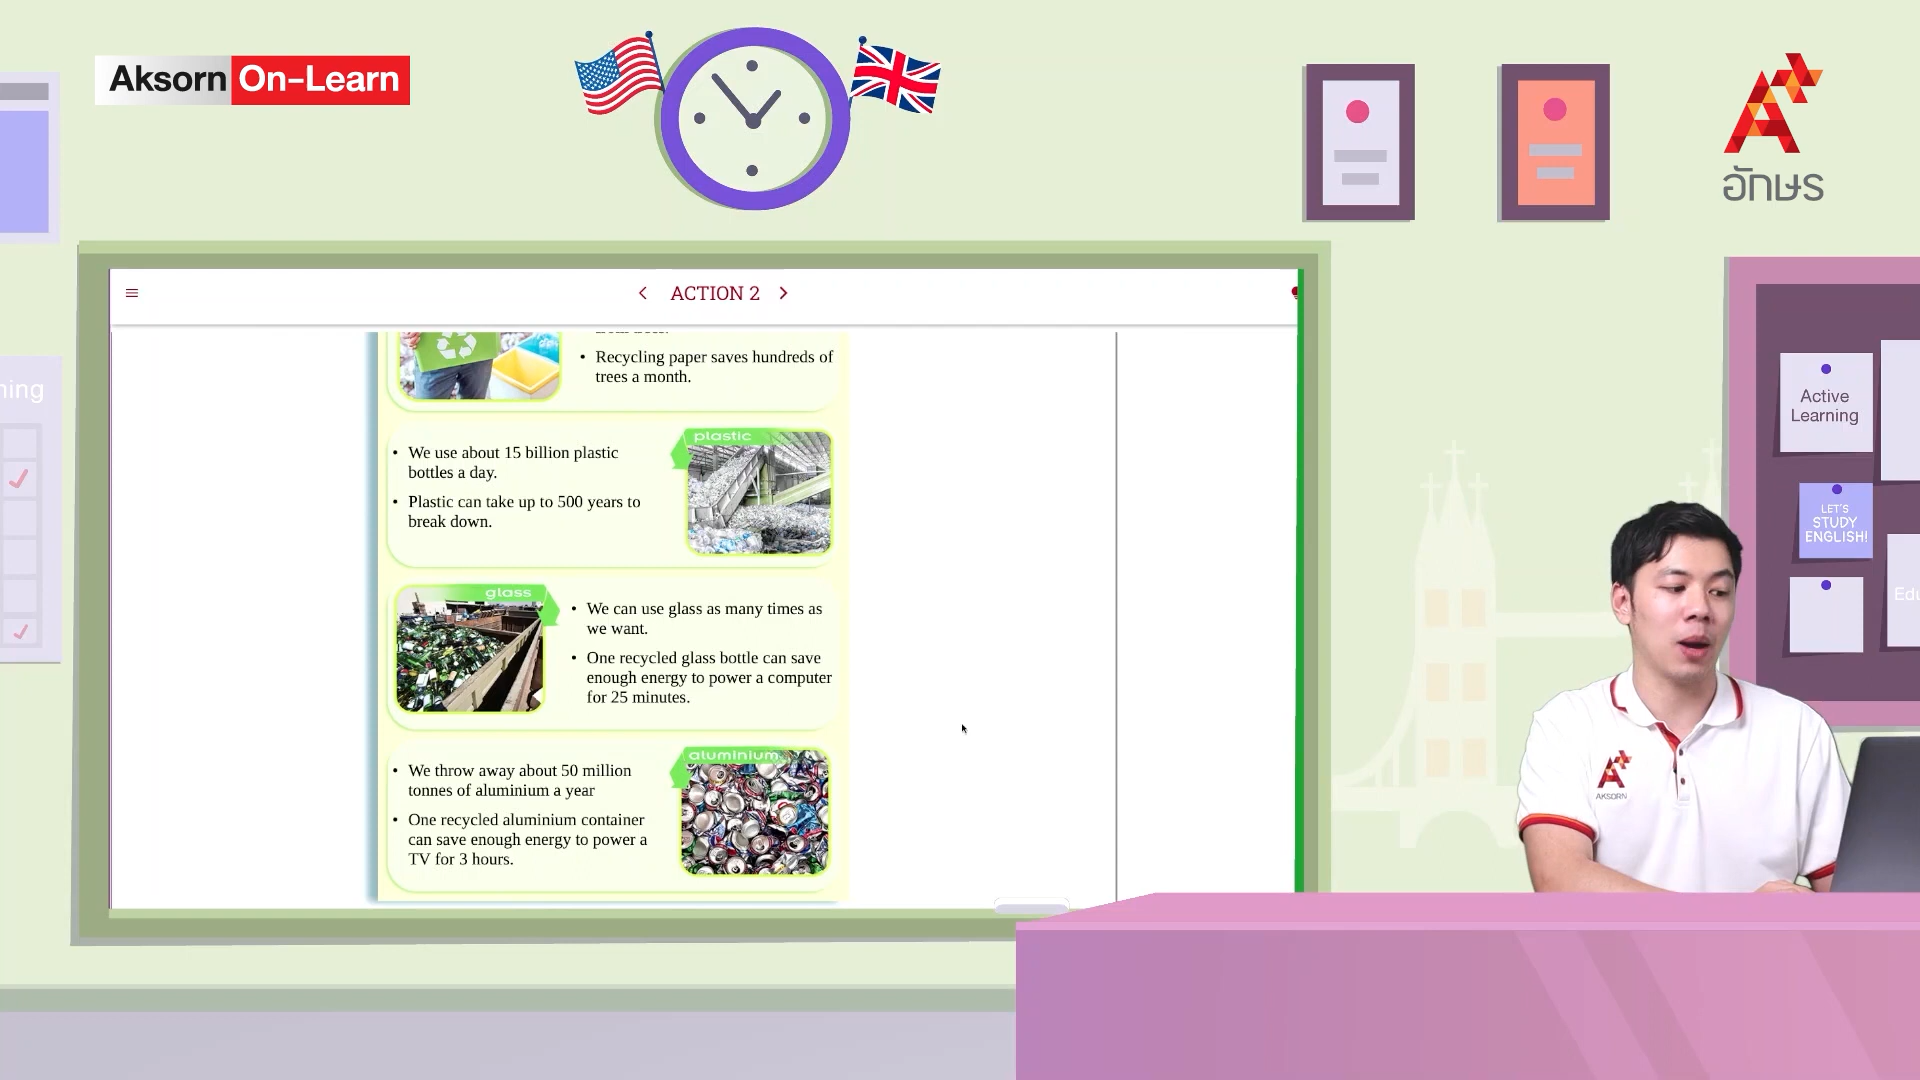 Aksorn On-Learn
อักษร
ning
ACTION 2
• Recycling paper saves hundreds of
trees a month.
plastic
• We use about 15 billion plastic
bottles a day.
• Plastic can take up to 500 years to
break down.
glass
• We can use glass as many times as
we want.
• One recycled glass bottle can save
enough energy to power a computer
for 25 minutes.
aluminium
• We throw away about 50 million
tonnes of aluminium a year
• One recycled aluminium container
can save enough energy to power a
TV for 3 hours.
Active
Learning
LET'S
STUDY
ENGLISH!
Edu
AKSORN